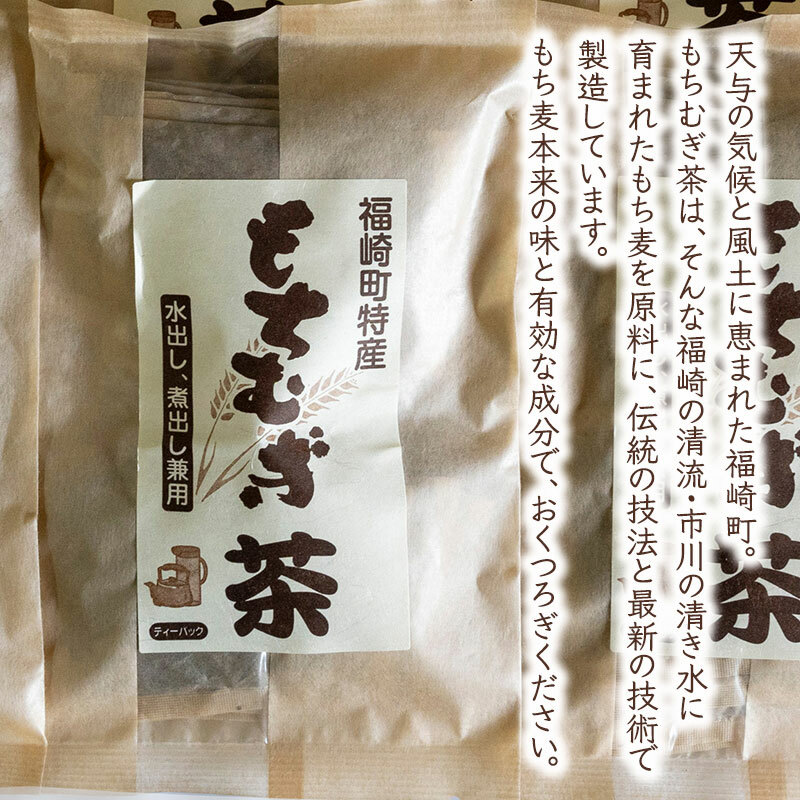 天与の気候と風土に恵まれた福崎町。
もちむぎ茶は、そんな福崎の清流・市川の清き水に
育まれたもち麦を原料に、伝統の技法と最新の技術で
製造しています。
もち麦本来の味と有効な成分で、おくつろぎください。
福崎町特産
もちむぎ茶
水出し、煮出し兼用
ティーパック